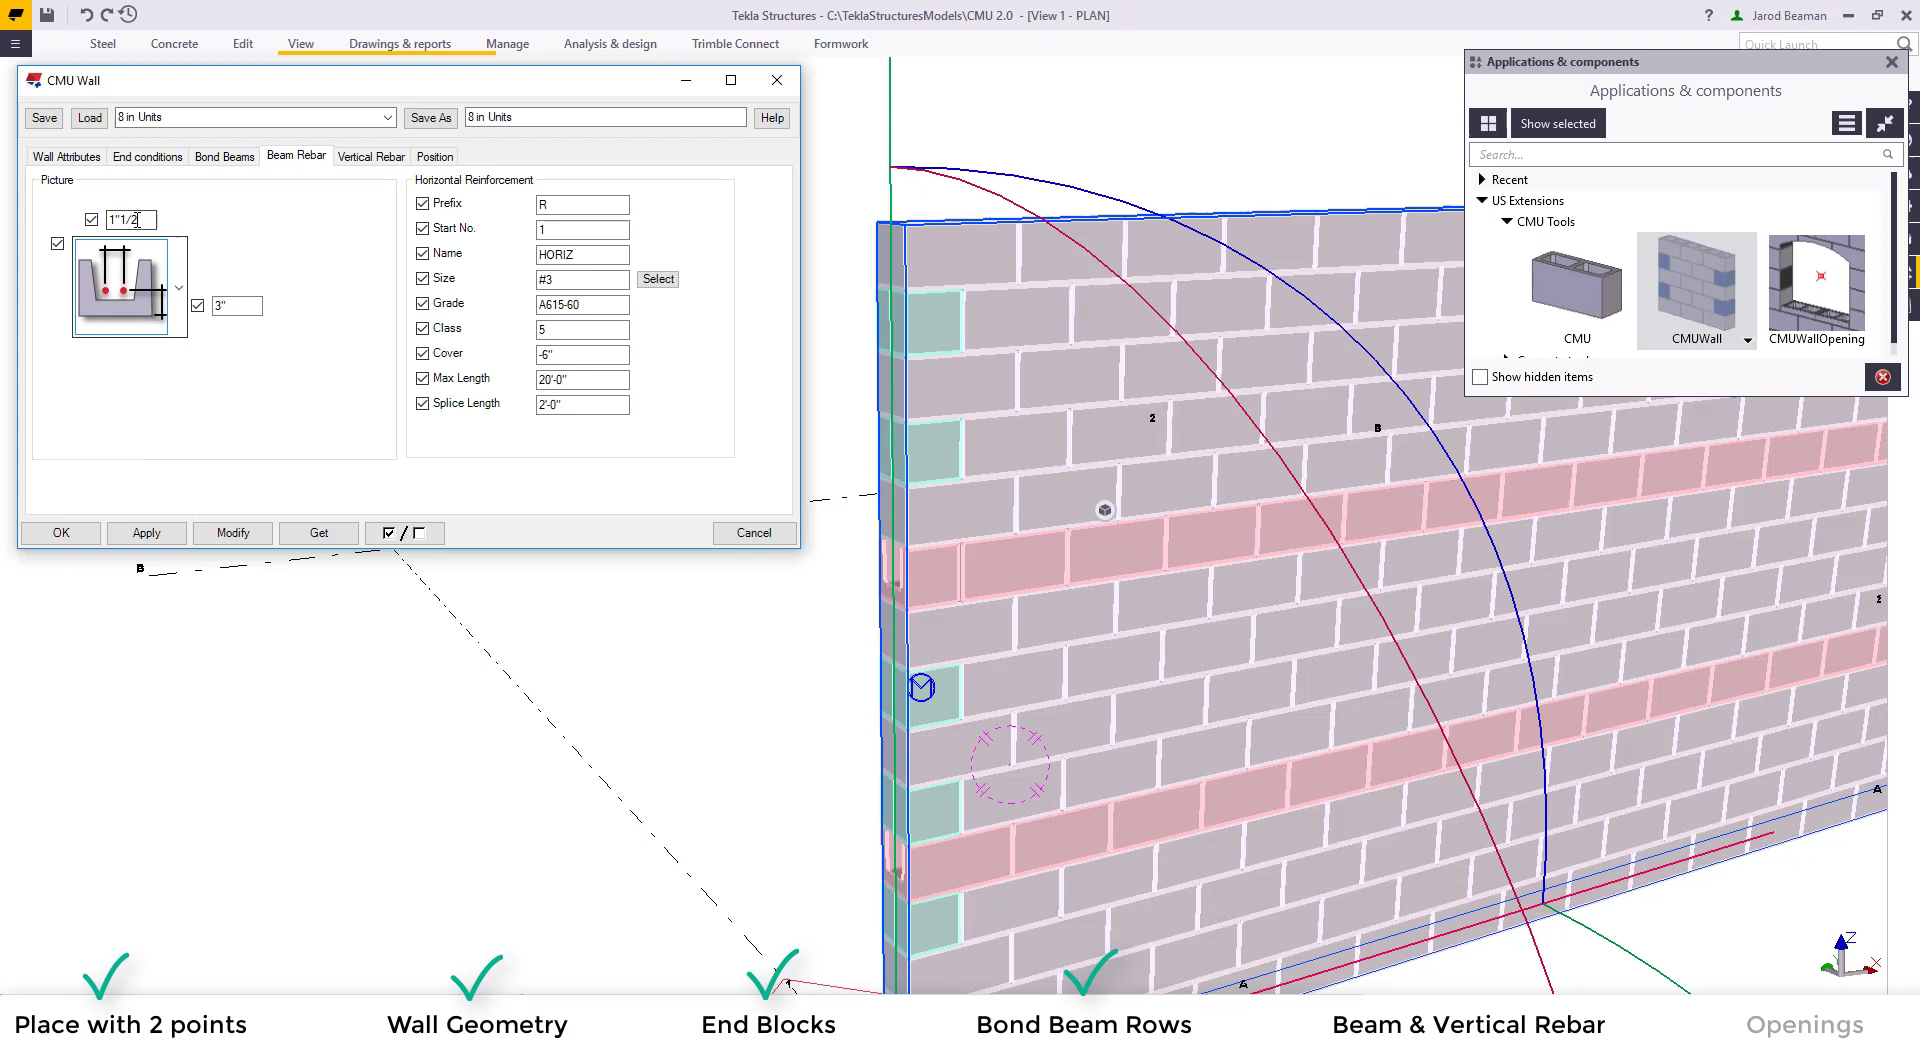 Tekla Structures - C:\TeklaStructuresModels\CMU 2.0 - [View 1 - PLAN]
? Jarod Beaman
Steel Concrete Edit View Drawings & reports Manage Analysis & design Trimble Connect Formwork
Quick Launch
CMU Wall
Save Load 8 in Units Save As 8 in Units Help
Wall Attributes End conditions Bond Beams Beam Rebar Vertical Rebar Position
Picture
1"1/2
3"
Horizontal Reinforcement
Prefix R
Start No. 1
Name HORIZ
Size #3 Select
Grade A615-60
Class 5
Cover -6"
Max Length 20'-0"
Splice Length 2'-0"
OK Apply Modify Get / Cancel
Applications & components
Applications & components
Show selected
Search...
Recent
US Extensions
CMU Tools
CMU CMUWall CMUWallOpening
Show hidden items
2
B
2
B
A
A
1
Z
X
Place with 2 points Wall Geometry End Blocks Bond Beam Rows Beam & Vertical Rebar Openings